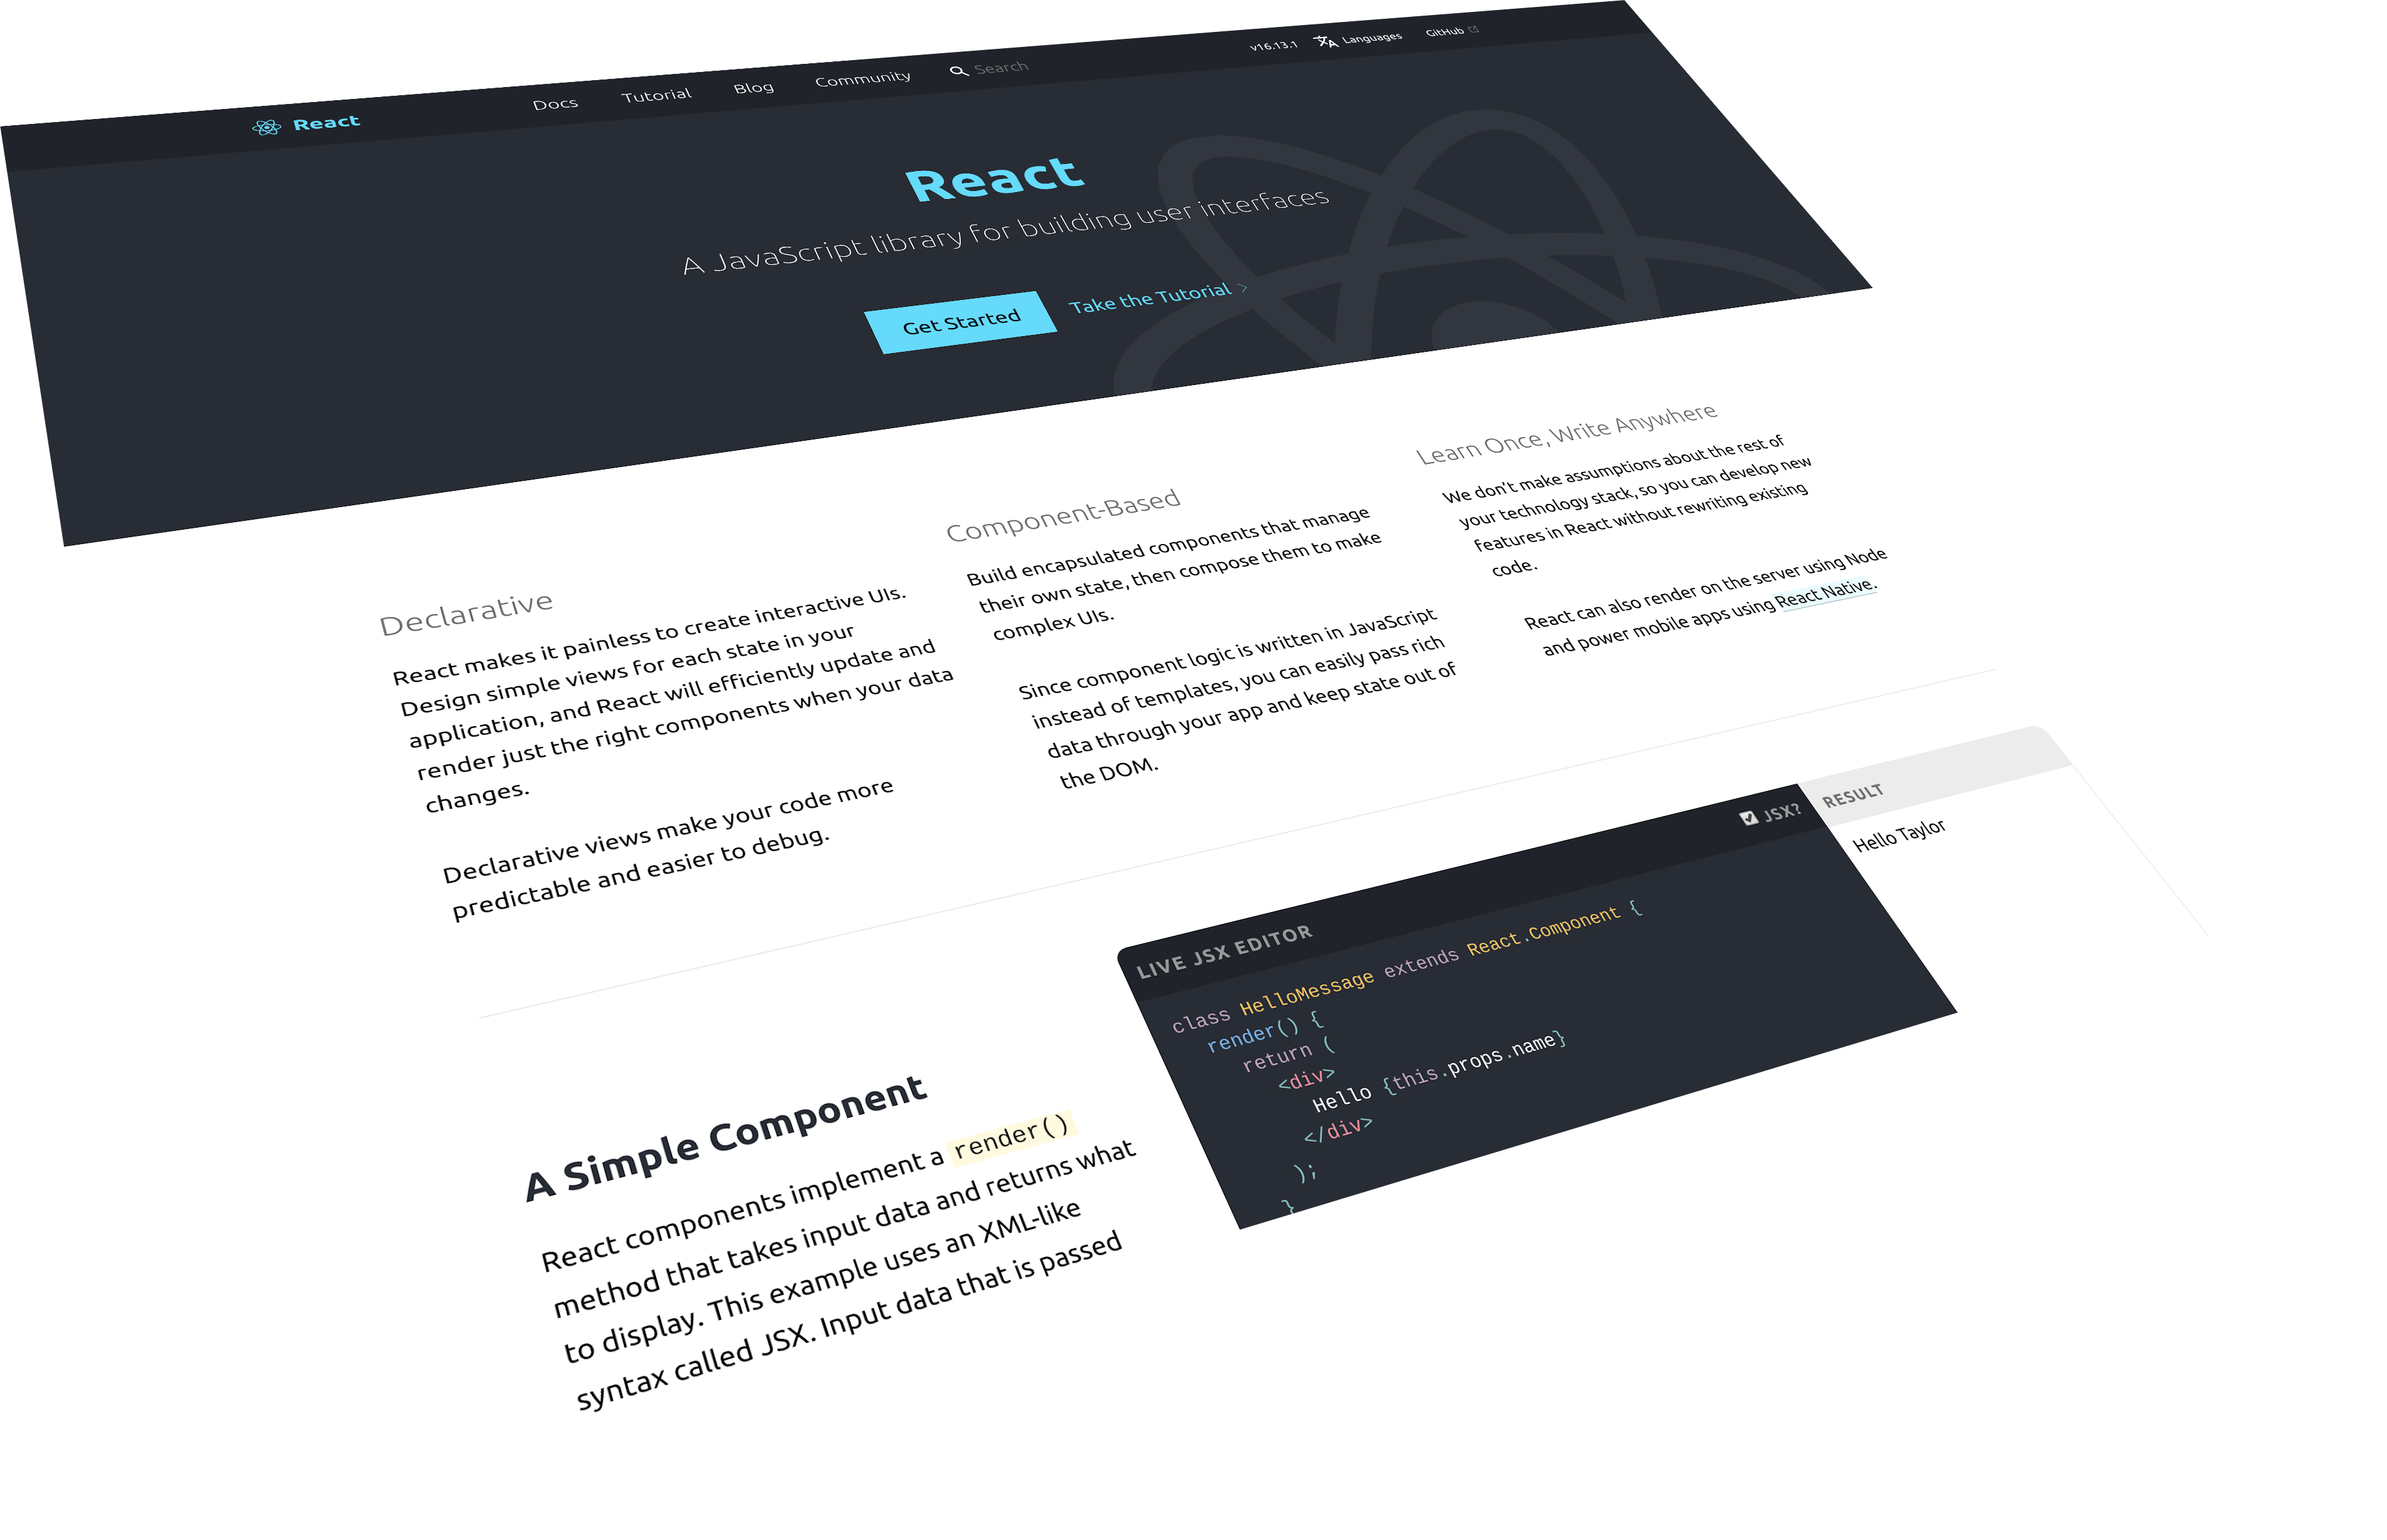 React
Docs
Tutorial
Blog
Community
Search
v16.13.1
Languages
GitHub
React
A JavaScript library for building user interfaces
Get Started
Take the Tutorial
Declarative
React makes it painless to create interactive UIs.
Design simple views for each state in your
application, and React will efficiently update and
render just the right components when your data
changes.
Declarative views make your code more
predictable and easier to debug.
Component-Based
Build encapsulated components that manage
their own state, then compose them to make
complex UIs.
Since component logic is written in JavaScript
instead of templates, you can easily pass rich
data through your app and keep state out of
the DOM.
Learn Once, Write Anywhere
We don't make assumptions about the rest of
your technology stack, so you can develop new
features in React without rewriting existing
code.
React can also render on the server using Node
and power mobile apps using React Native.
A Simple Component
React components implement a render()
method that takes input data and returns what
to display. This example uses an XML-like
syntax called JSX. Input data that is passed
LIVE JSX EDITOR
JSX?
class HelloMessage extends React.Component {
render() {
return (
<div>
Hello {this.props.name}
</div>
);
}
RESULT
Hello Taylor